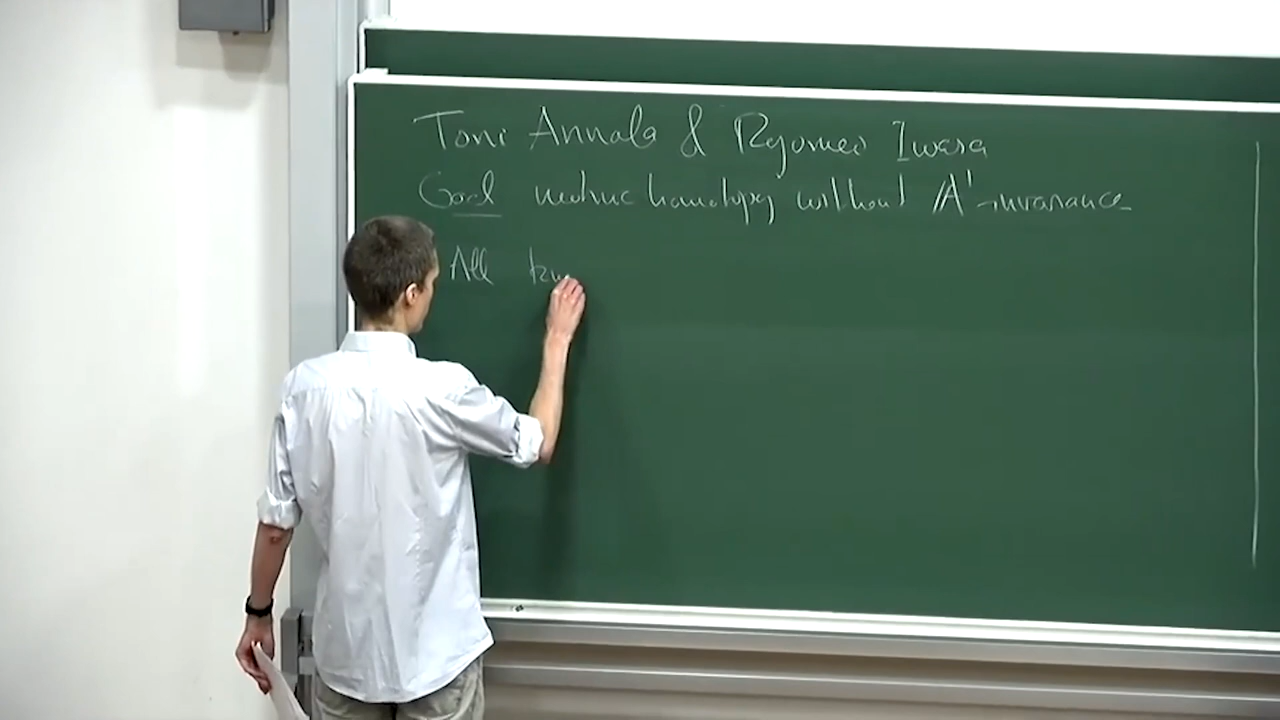 Toni Annala & Ryomei Iwasa
Goal motivic homotopy without A¹-invariance
All